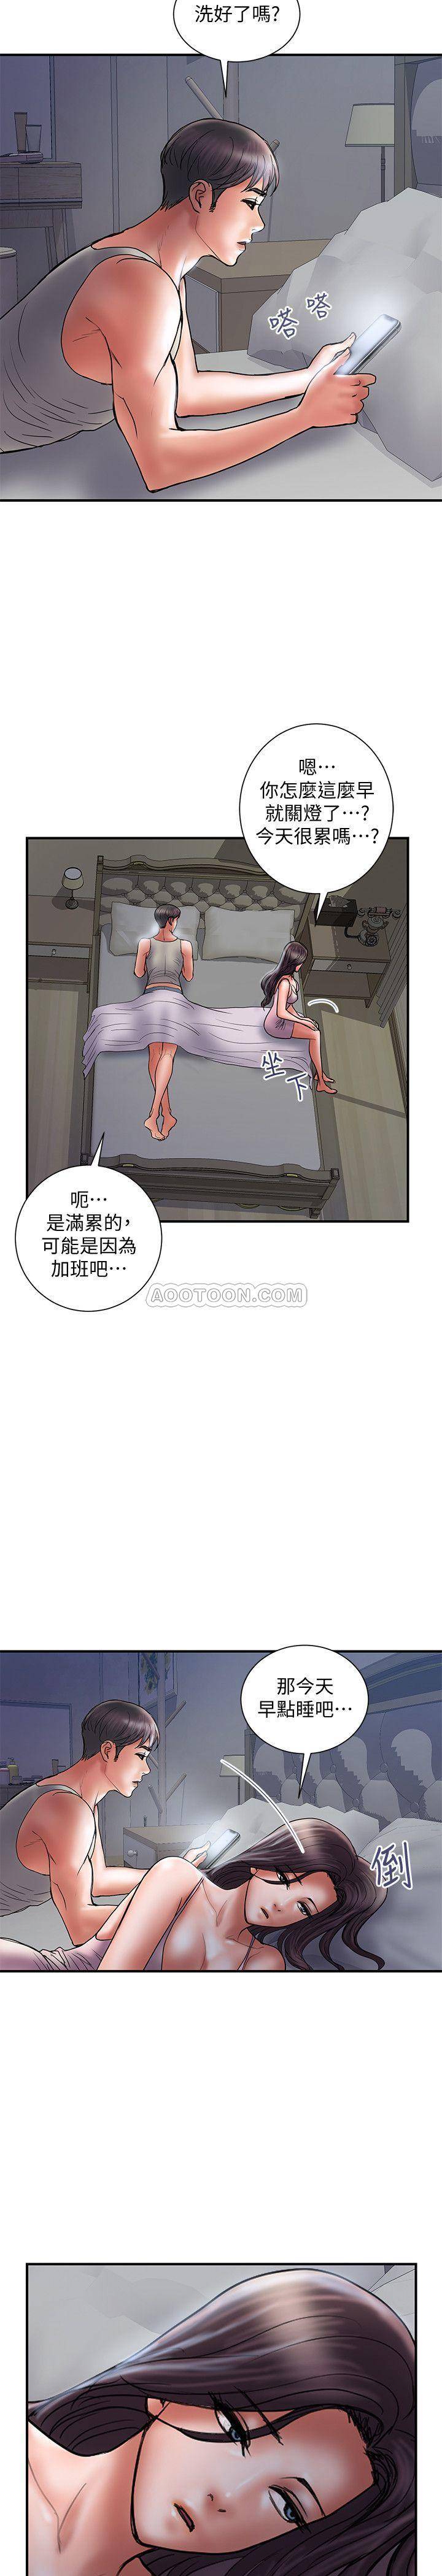 洗好了嗎?
嗒
嗒
嗯…
你怎麼這麼早
就關燈了…?
今天很累嗎…?
坐
下
呃…
是滿累的,
可能是因為
加班吧…
AOOTOON.COM
那今天
早點睡吧…
倒